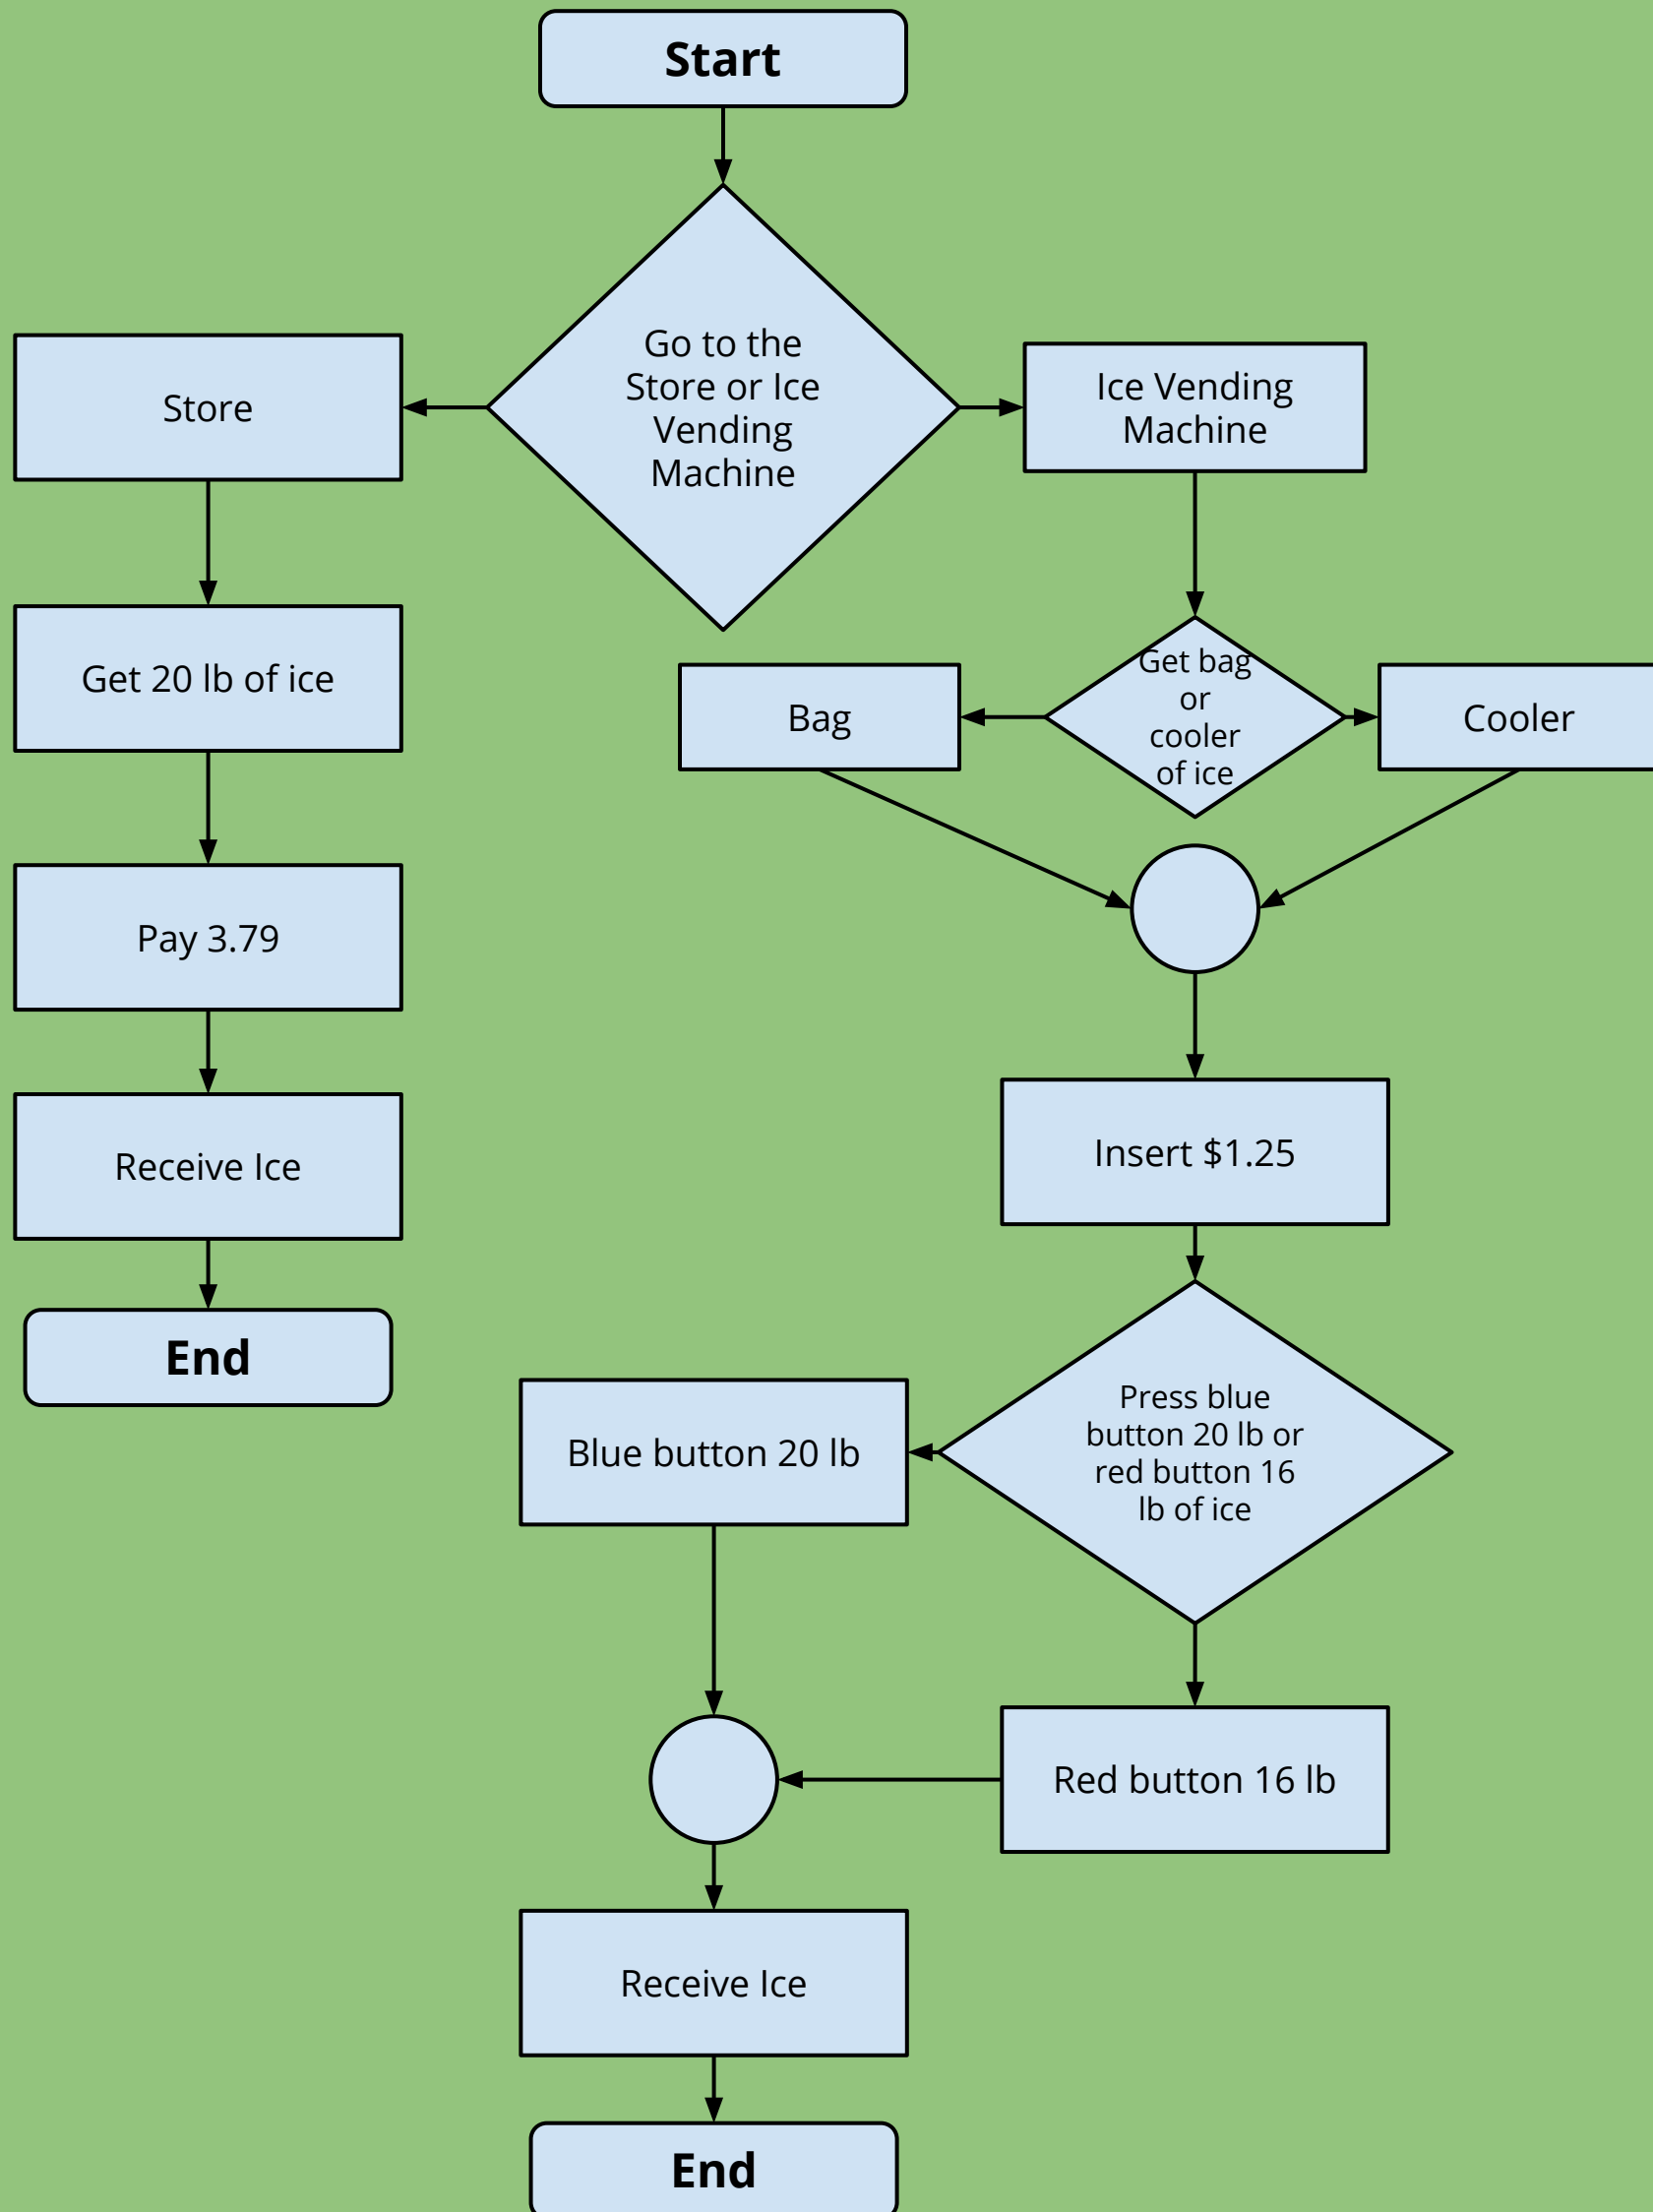 Start
Go to the
Store or Ice
Vending
Machine
Store
Ice Vending
Machine
Get 20 lb of ice
Get bag
or
cooler
of ice
Bag
Cooler
Pay 3.79
Receive Ice
End
Insert $1.25
Press blue
button 20 lb or
red button 16
lb of ice
Blue button 20 lb
Red button 16 lb
Receive Ice
End